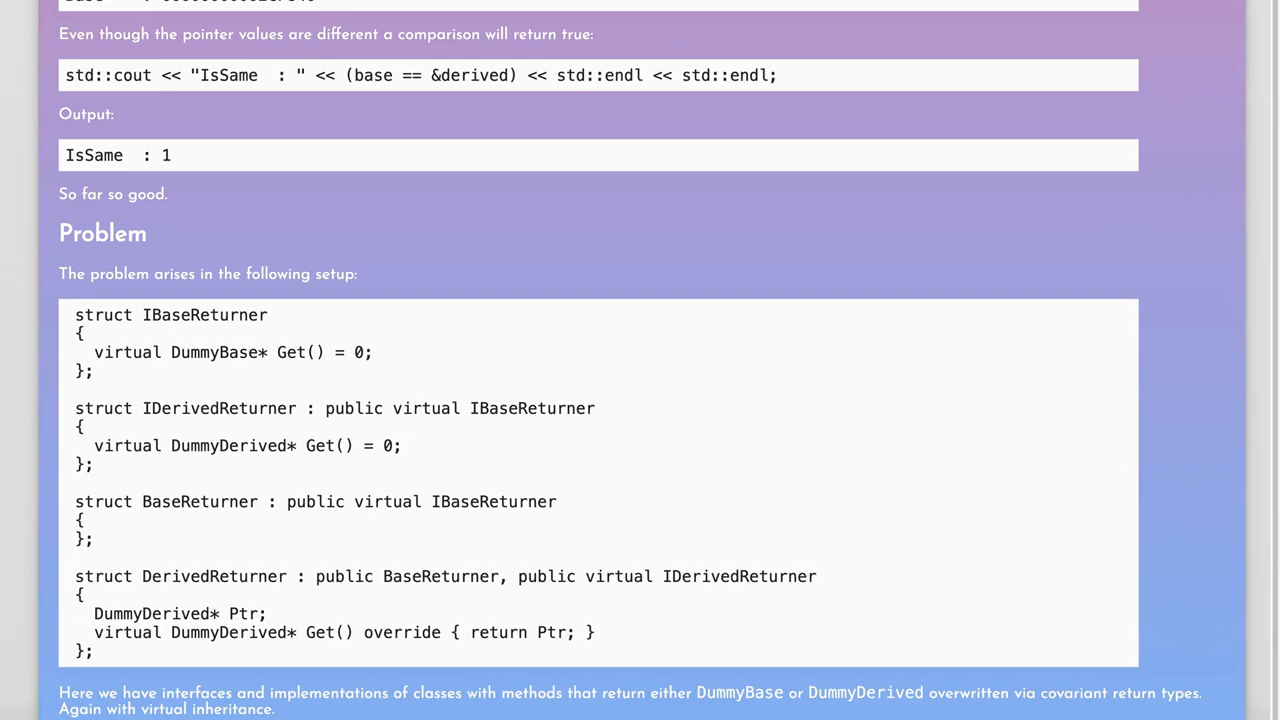 Even though the pointer values are different a comparison will return true:
std::cout << "IsSame  : " << (base == &derived) << std::endl << std::endl;
Output:
IsSame  : 1
So far so good.
Problem
The problem arises in the following setup:
struct IBaseReturner
{
  virtual DummyBase* Get() = 0;
};

struct IDerivedReturner : public virtual IBaseReturner
{
  virtual DummyDerived* Get() = 0;
};

struct BaseReturner : public virtual IBaseReturner
{
};

struct DerivedReturner : public BaseReturner, public virtual IDerivedReturner
{
  DummyDerived* Ptr;
  virtual DummyDerived* Get() override { return Ptr; }
};
Here we have interfaces and implementations of classes with methods that return either DummyBase or DummyDerived overwritten via covariant return types.
Again with virtual inheritance.